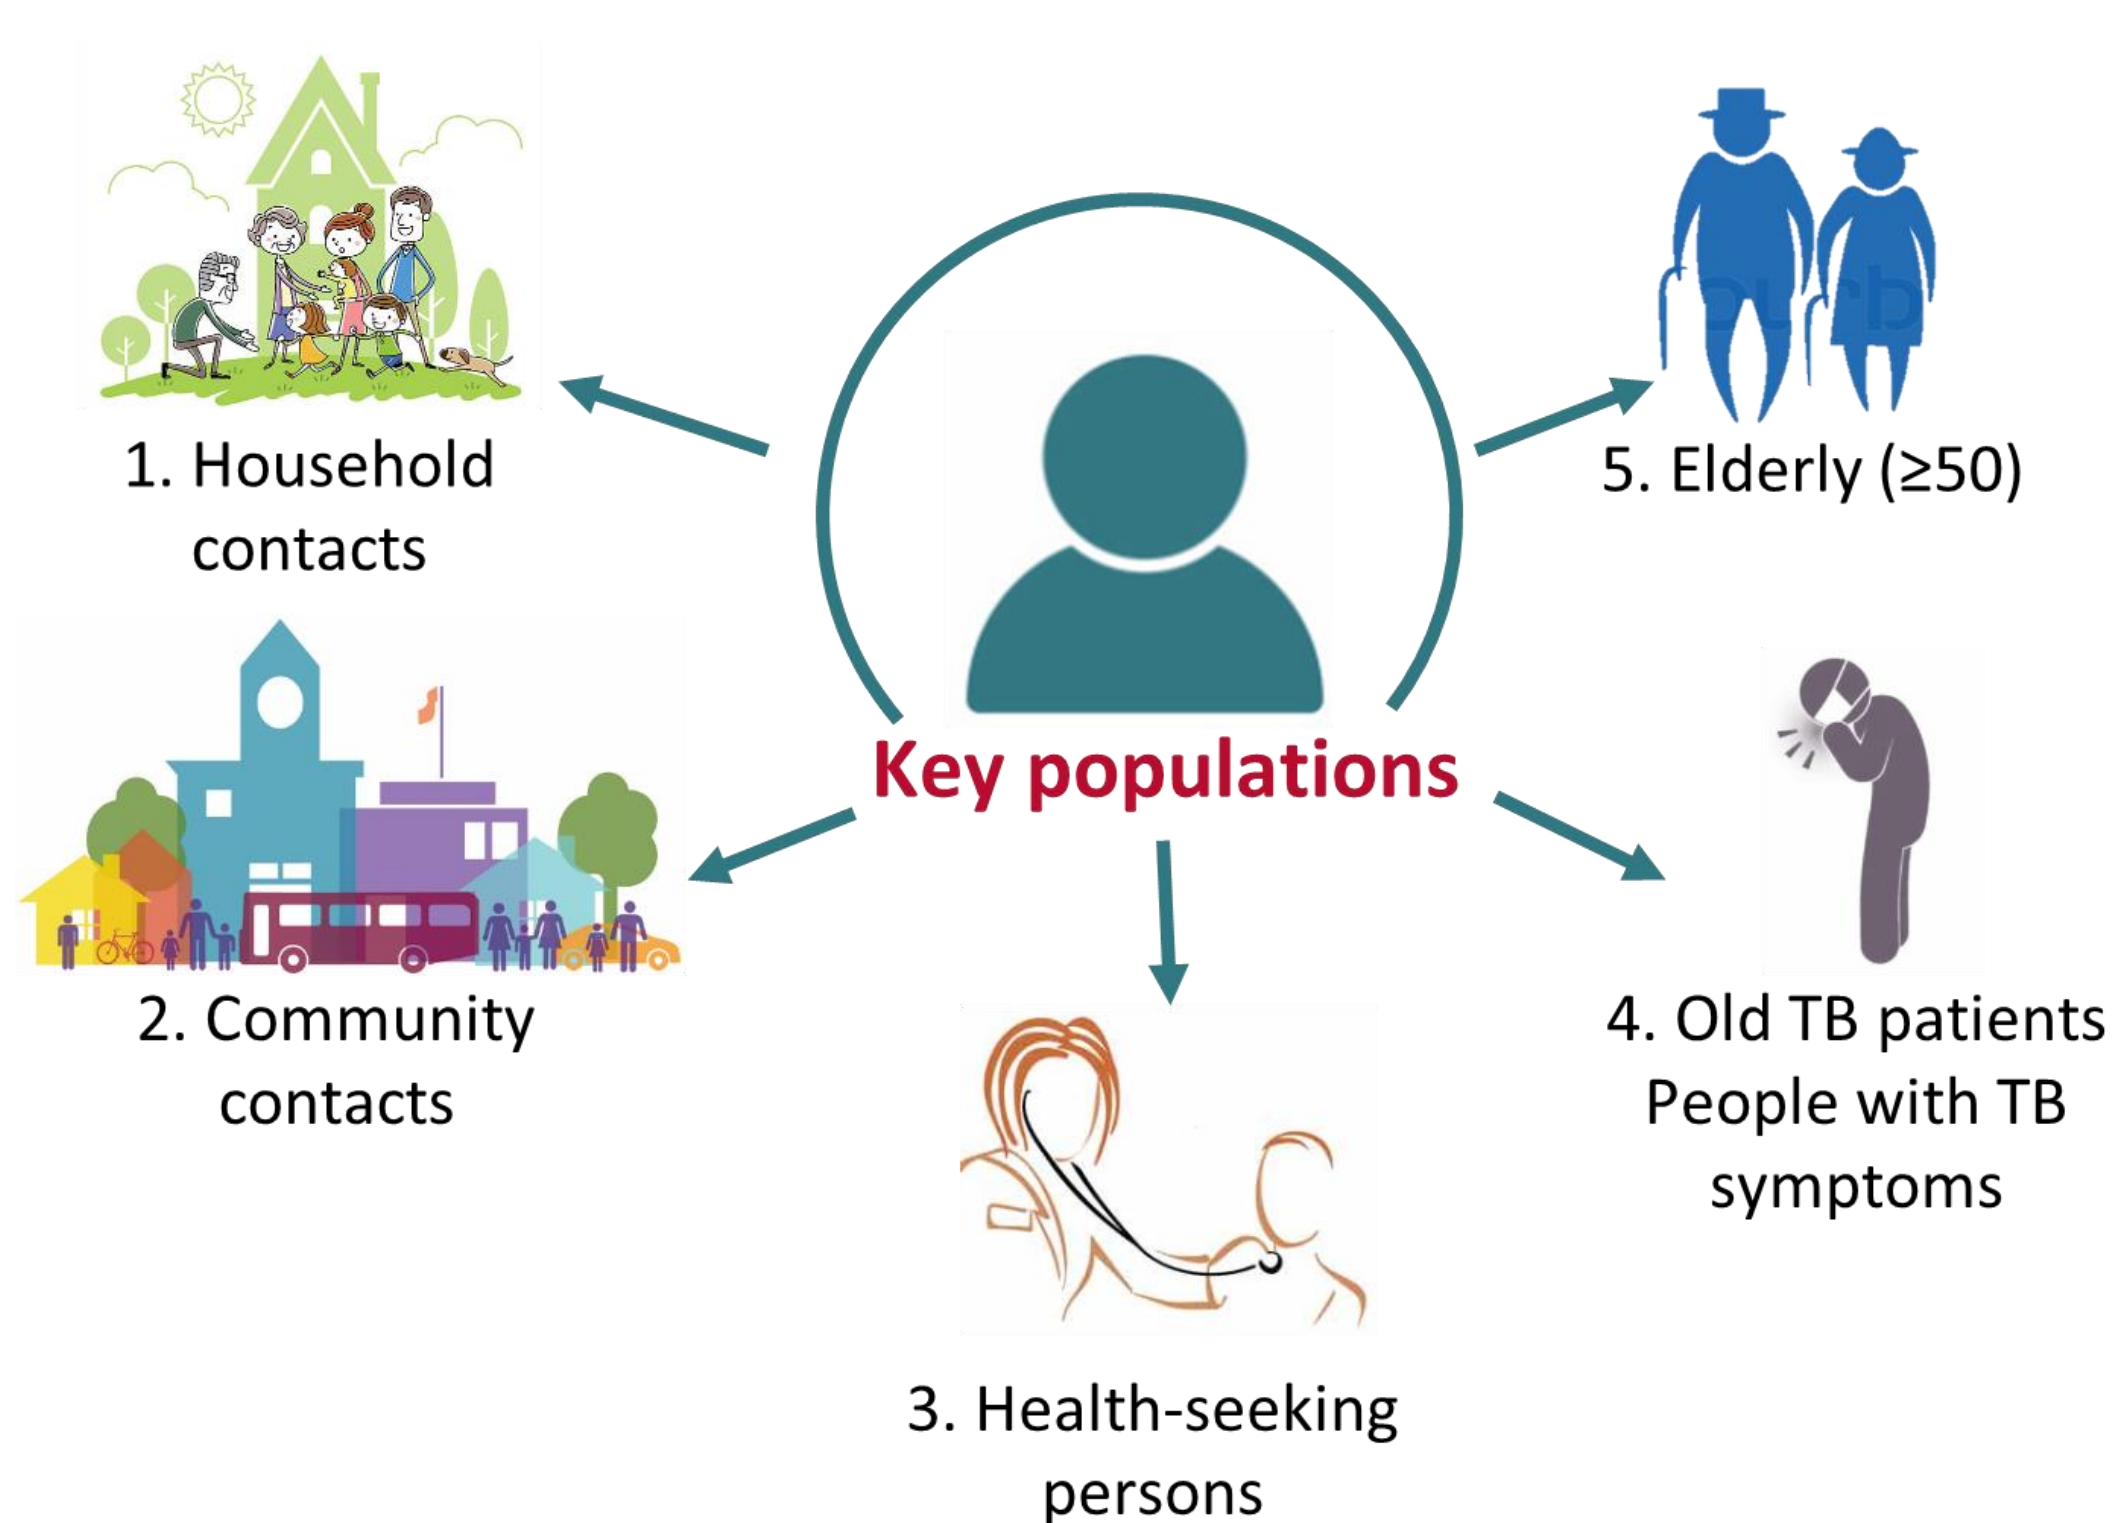 1. Household
contacts
2. Community
contacts
Key populations
3. Health-seeking
persons
4. Old TB patients
People with TB
symptoms
5. Elderly (≥50)